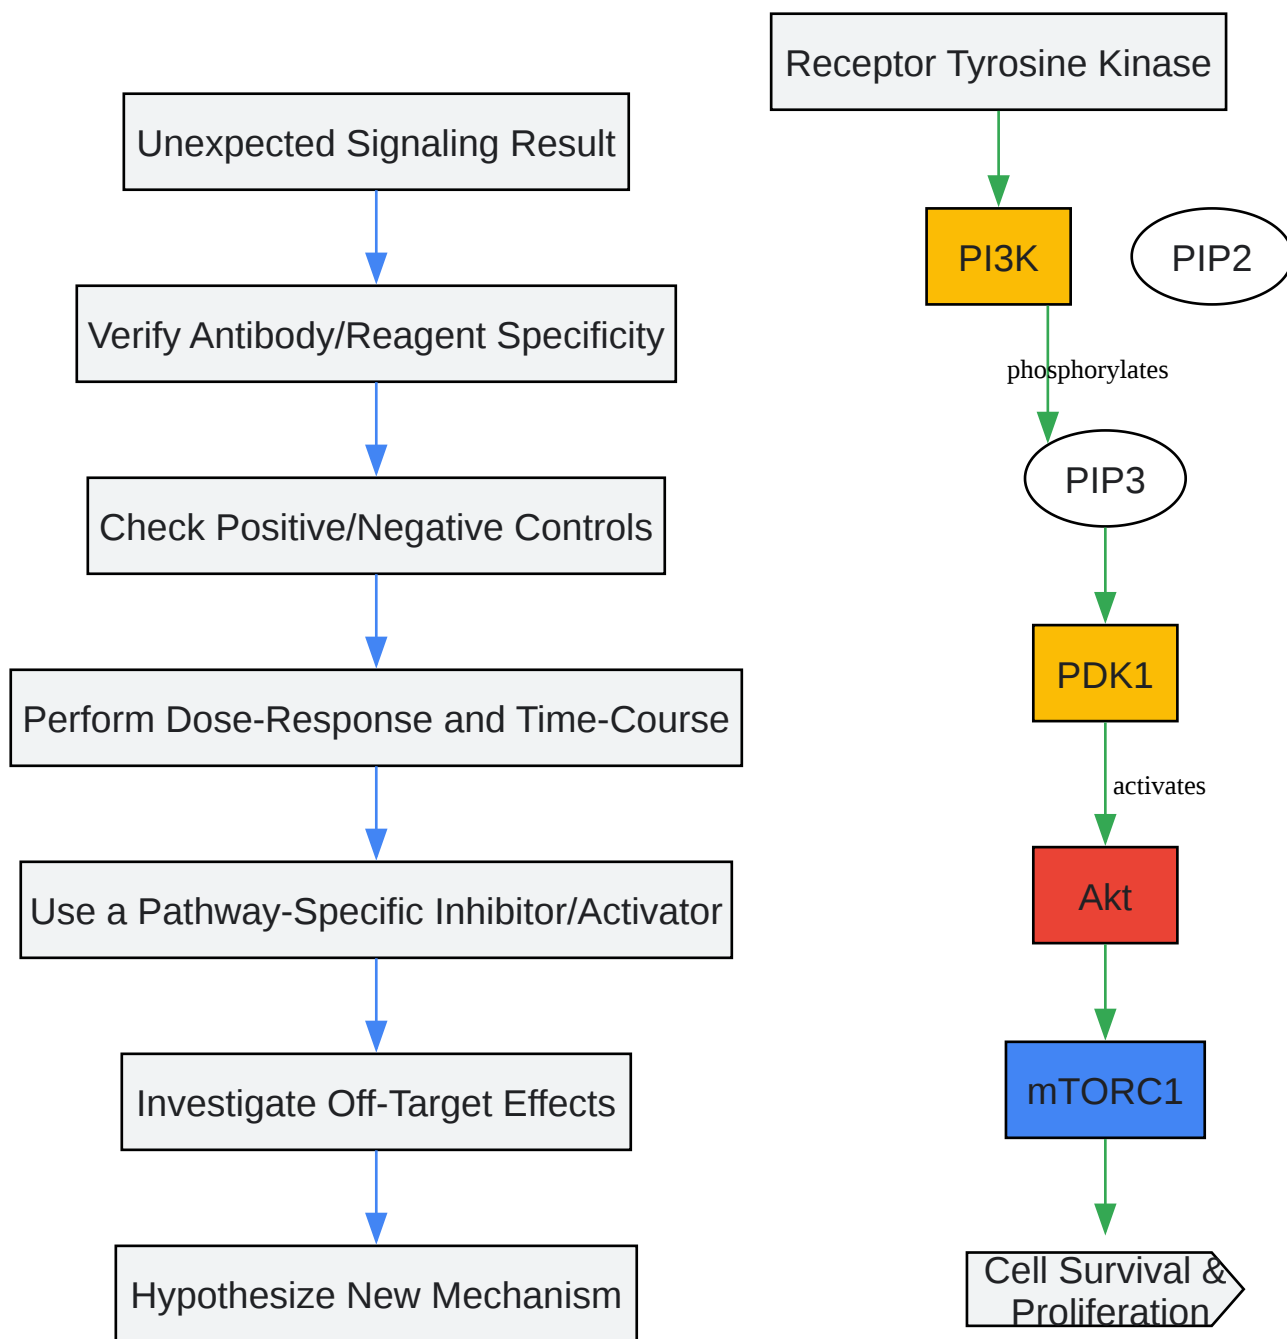 Unexpected Signaling Result
Verify Antibody/Reagent Specificity
Check Positive/Negative Controls
Perform Dose-Response and Time-Course
Use a Pathway-Specific Inhibitor/Activator
Investigate Off-Target Effects
Hypothesize New Mechanism
Receptor Tyrosine Kinase
PI3K
PIP2
phosphorylates
PIP3
PDK1
activates
Akt
mTORC1
Cell Survival &
Proliferation